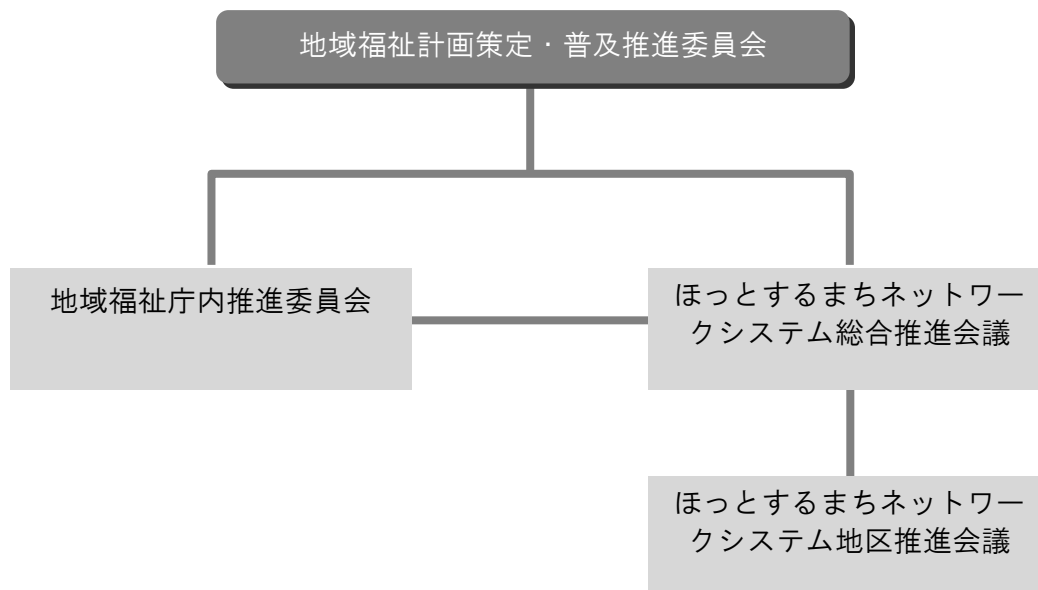 地域福祉計画策定・普及推進委員会
地域福祉庁内推進委員会
ほっとするまちネットワー
クシステム総合推進会議
ほっとするまちネットワー
クシステム地区推進会議